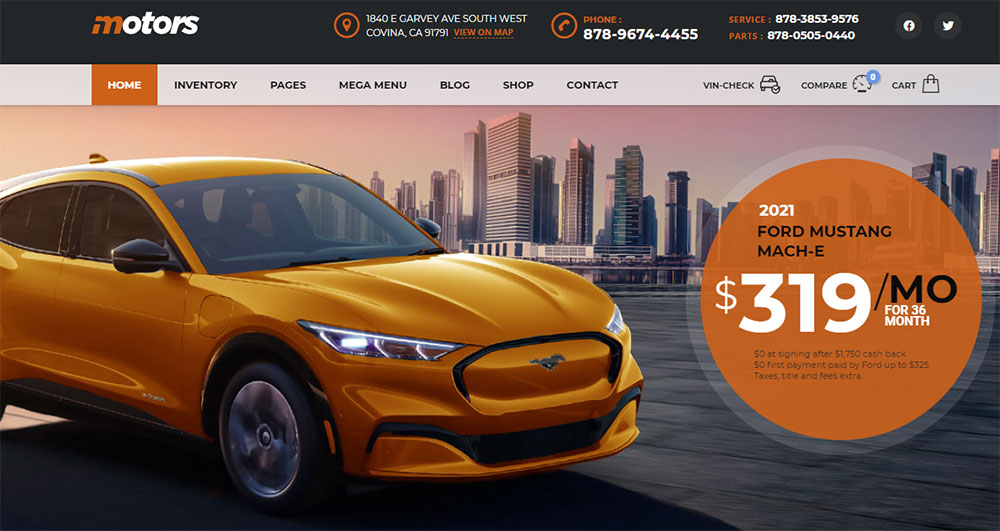 motors
1840 E GARVEY AVE SOUTH WEST
COVINA, CA 91791 VIEW ON MAP
PHONE :
878-9674-4455
SERVICE : 878-3853-9576
PARTS : 878-0505-0440
HOME INVENTORY PAGES MEGA MENU BLOG SHOP CONTACT VIN-CHECK COMPARE 0 CART
2021
FORD MUSTANG
MACH-E
$319/MO
FOR 36
MONTH
$0 at signing after $1,750 cash back
$0 first payment paid by Ford up to $325
Taxes, title and fees extra.